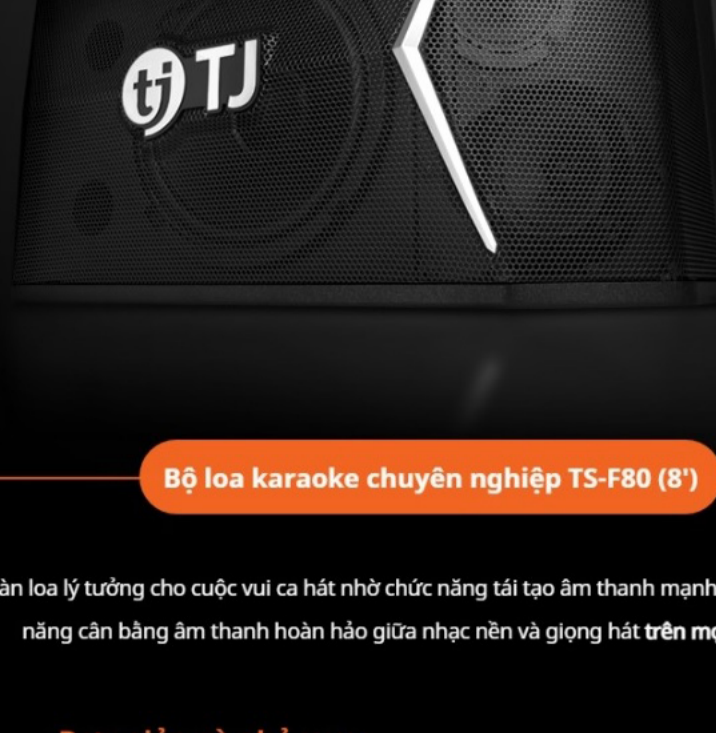 tj TJ
Bộ loa karaoke chuyên nghiệp TS-F80 (8')
àn loa lý tưởng cho cuộc vui ca hát nhờ chức năng tái tạo âm thanh mạnh
năng cân bằng âm thanh hoàn hảo giữa nhạc nền và giọng hát trên mọ